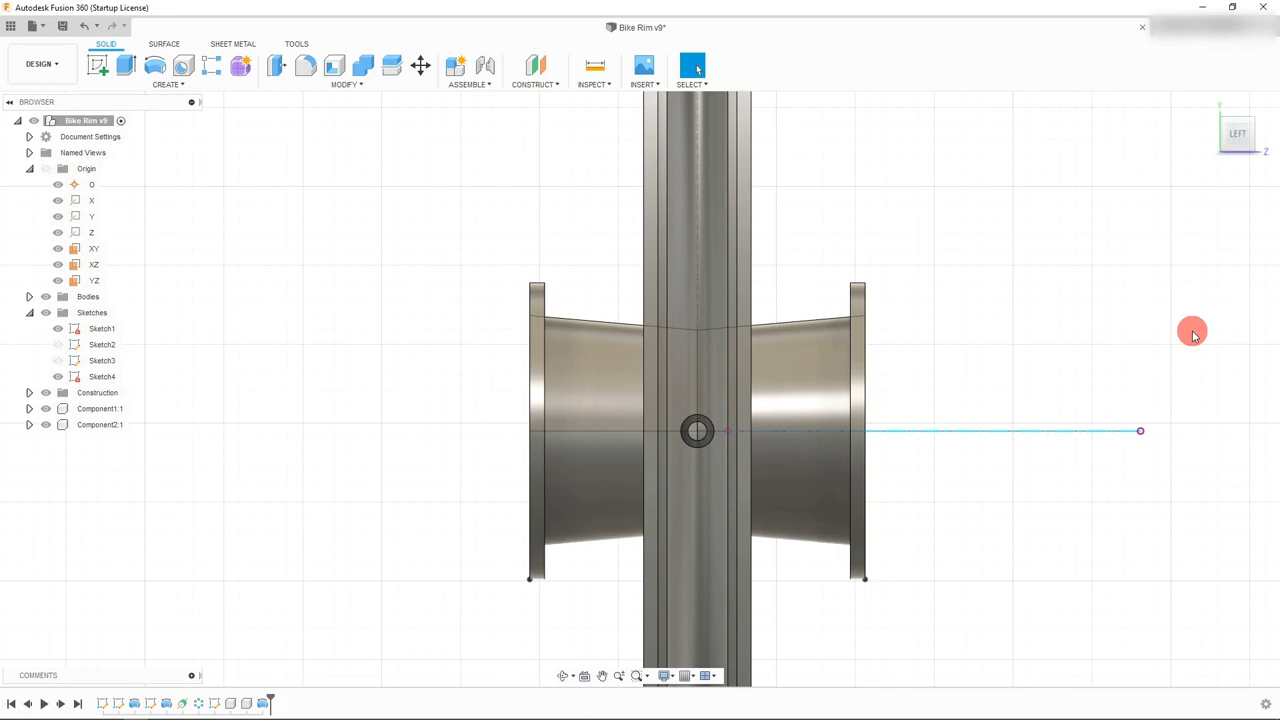 Autodesk Fusion 360 (Startup License)
Bike Rim v9*
DESIGN
SOLID SURFACE SHEET METAL TOOLS
CREATE MODIFY ASSEMBLE CONSTRUCT INSPECT INSERT SELECT
BROWSER
Bike Rim v9
Document Settings
Named Views
Origin
O
X
Y
Z
XY
XZ
YZ
Bodies
Sketches
Sketch1
Sketch2
Sketch3
Sketch4
Construction
Component1:1
Component2:1
Y
LEFT
Z
COMMENTS